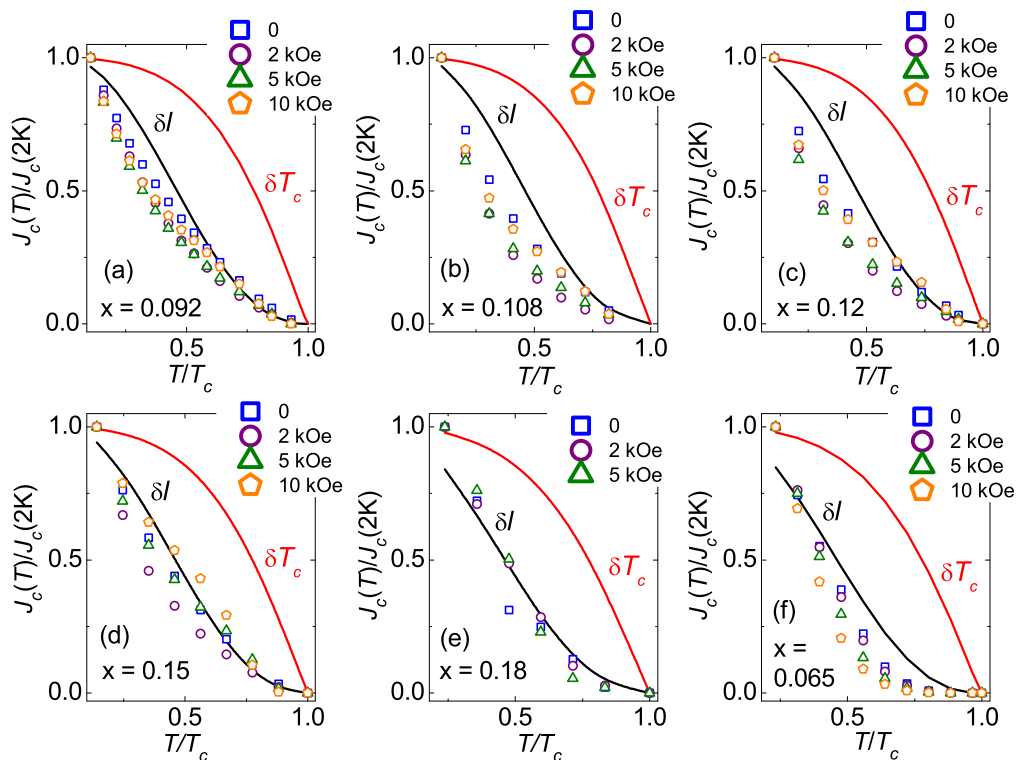 0
2 kOe
5 kOe
10 kOe
1.0
0.5
0.0
J_c(T)/J_c(2K)
δl
δT_c
(a)
x = 0.092
0.5
1.0
T/T_c
0
2 kOe
5 kOe
10 kOe
1.0
0.5
0.0
J_c(T)/J_c(2K)
δl
δT_c
(b)
x = 0.108
0.5
1.0
T/T_c
0
2 kOe
5 kOe
10 kOe
1.0
0.5
0.0
J_c(T)/J_c(2K)
δl
δT_c
(c)
x = 0.12
0.5
1.0
T/T_c
0
2 kOe
5 kOe
10 kOe
1.0
0.5
0.0
J_c(T)/J_c(2K)
δl
δT_c
(d)
x = 0.15
0.5
1.0
T/T_c
0
2 kOe
5 kOe
1.0
0.5
0.0
J_c(T)/J_c(2K)
δl
δT_c
(e)
x = 0.18
0.5
1.0
T/T_c
0
2 kOe
5 kOe
10 kOe
1.0
0.5
0.0
J_c(T)/J_c(2K)
δl
δT_c
(f)
x =
0.065
0.5
1.0
T/T_c